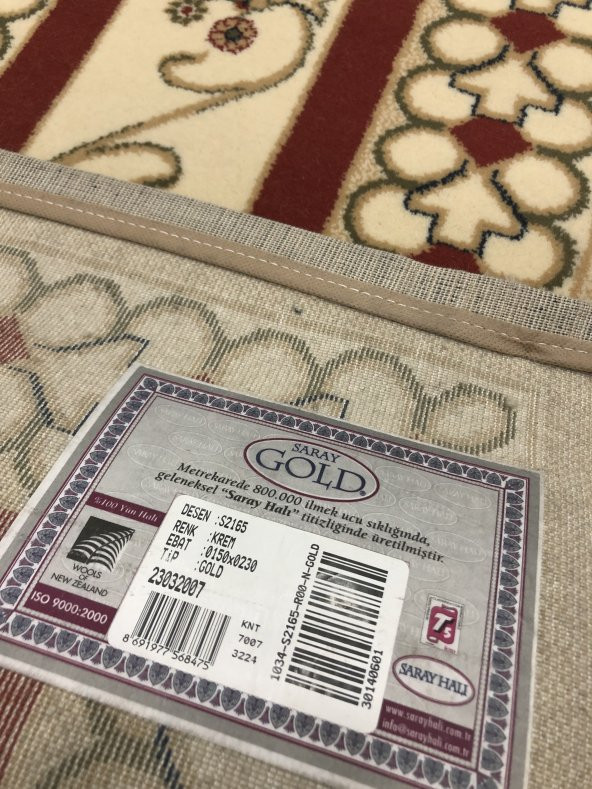 SARAY
GOLD®
Metrekarede 800.000 ilmek ucu sıklığında,
geleneksel "Saray Halı" titizliğinde üretilmiştir.
%100 Yün Halı
WOOLS
OF
NEW ZEALAND
ISO 9000:2000
DESEN :S2165
RENK :KREM
EBAT :0150x0230
TiP :GOLD
23032007
KNT
7007
3224
8 691977 568475
1034-S2165-R00-N-GOLD
30140601
SARAY HALI
www.sarayhali.com.tr
info@sarayhali.com.tr